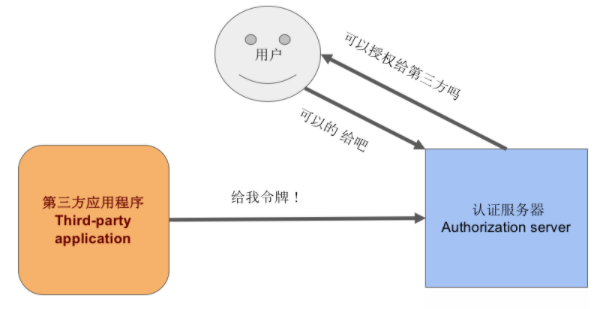 用户
可以授权给第三方吗
可以的 给吧
第三方应用程序
Third-party
application
给我令牌！
认证服务器
Authorization server